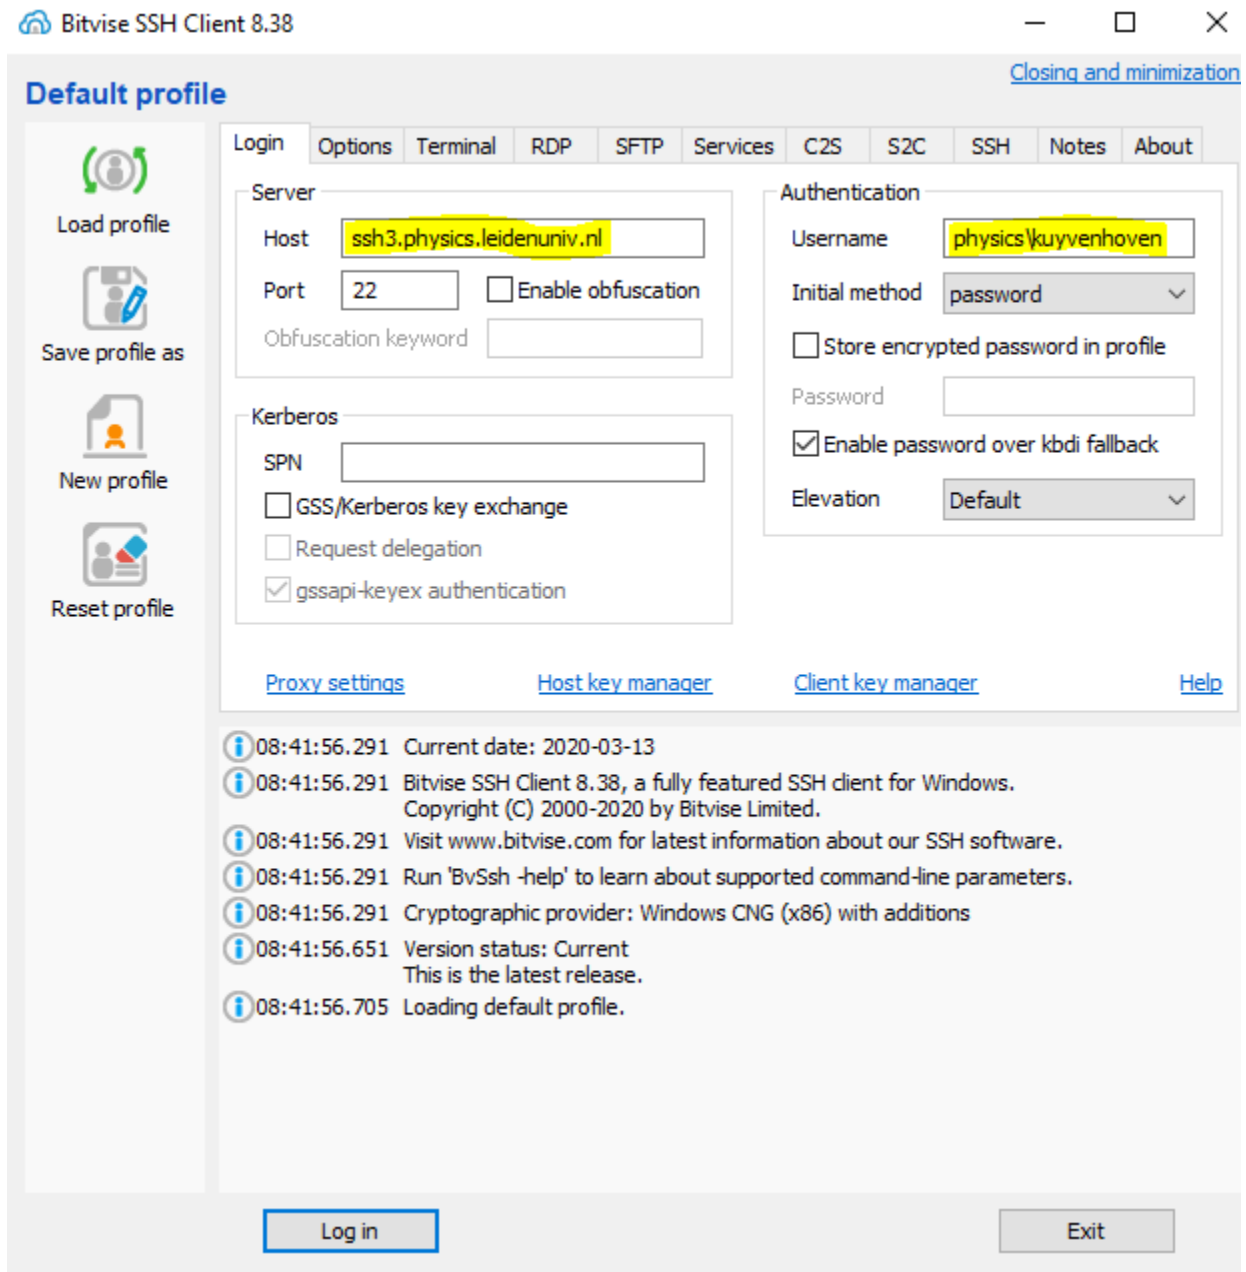 Bitvise SSH Client 8.38
Closing and minimization
Default profile
Load profile
Save profile as
New profile
Reset profile
Login Options Terminal RDP SFTP Services C2S S2C SSH Notes About
Server
Host ssh3.physics.leidenuniv.nl
Port 22 Enable obfuscation
Obfuscation keyword
Kerberos
SPN
GSS/Kerberos key exchange
Request delegation
gssapi-keyex authentication
Authentication
Username physics\kuyvenhoven
Initial method password
Store encrypted password in profile
Password
Enable password over kbdi fallback
Elevation Default
Proxy settings Host key manager Client key manager Help
08:41:56.291 Current date: 2020-03-13
08:41:56.291 Bitvise SSH Client 8.38, a fully featured SSH client for Windows.
Copyright (C) 2000-2020 by Bitvise Limited.
08:41:56.291 Visit www.bitvise.com for latest information about our SSH software.
08:41:56.291 Run 'BvSsh -help' to learn about supported command-line parameters.
08:41:56.291 Cryptographic provider: Windows CNG (x86) with additions
08:41:56.651 Version status: Current
This is the latest release.
08:41:56.705 Loading default profile.
Log in Exit